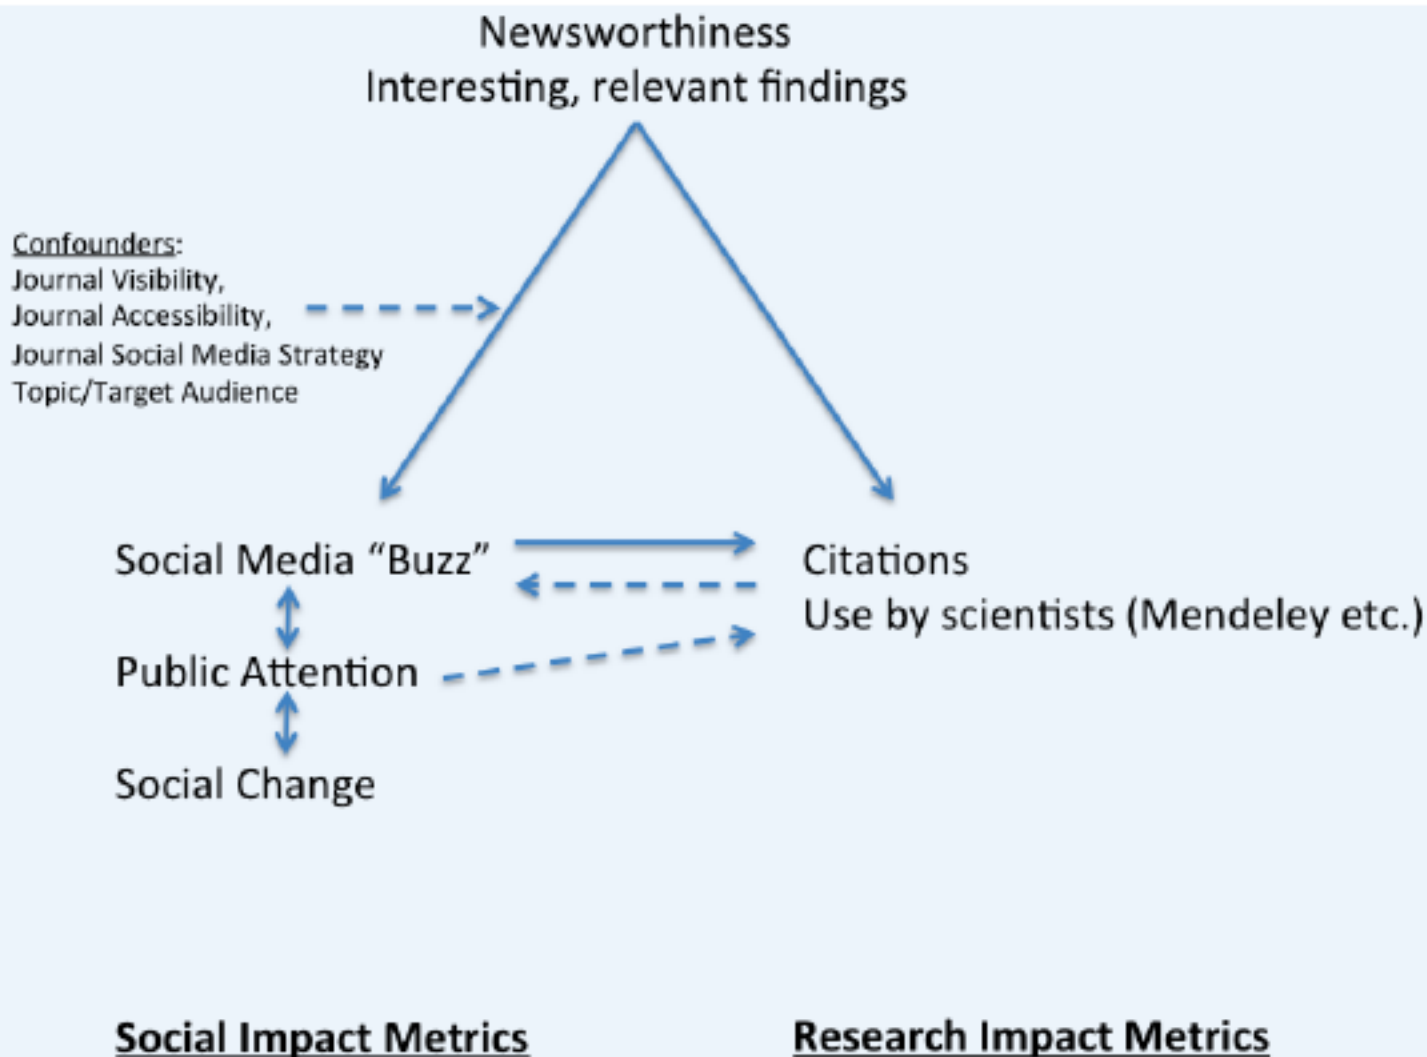 Newsworthiness
Interesting, relevant findings
Confounders:
Journal Visibility,
Journal Accessibility,
Journal Social Media Strategy
Topic/Target Audience
Social Media “Buzz”
Citations
Use by scientists (Mendeley etc.)
Public Attention
Social Change
Social Impact Metrics
Research Impact Metrics